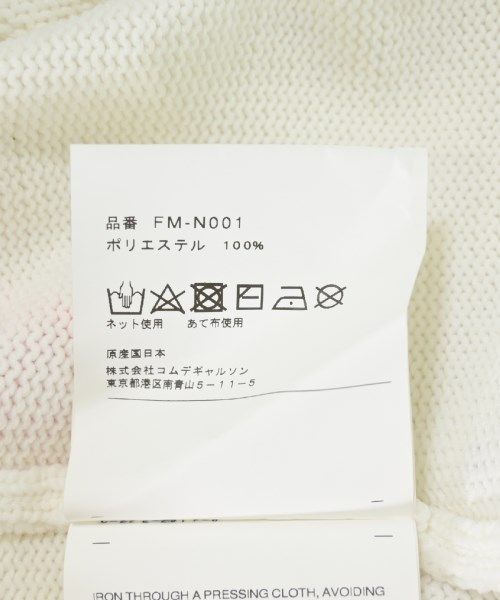 品番 FM-N001
ポリエステル 100%
ネット使用 あて布使用
原産国日本
株式会社コムデギャルソン
東京都港区南青山5-11-5
IRON THROUGH A PRESSING CLOTH, AVOIDING